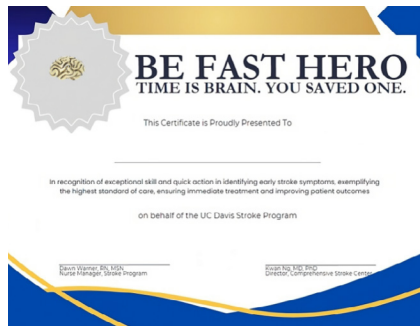 BE FAST HERO
TIME IS BRAIN. YOU SAVED ONE.
This Certificate is Proudly Presented To
In recognition of exceptional skill and quick action in identifying early stroke symptoms, exemplifying
the highest standard of care, ensuring immediate treatment and improving patient outcomes
on behalf of the UC Davis Stroke Program
Dawn Warner, RN, MSN
Nurse Manager, Stroke Program
Kwan Ng, MD, PhD
Director, Comprehensive Stroke Center